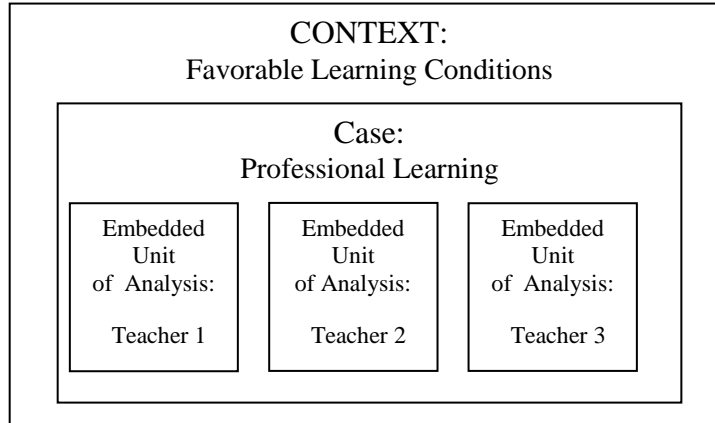 CONTEXT:
Favorable Learning Conditions
Case:
Professional Learning
Embedded
Unit
of Analysis:
Teacher 1
Embedded
Unit
of Analysis:
Teacher 2
Embedded
Unit
of Analysis:
Teacher 3